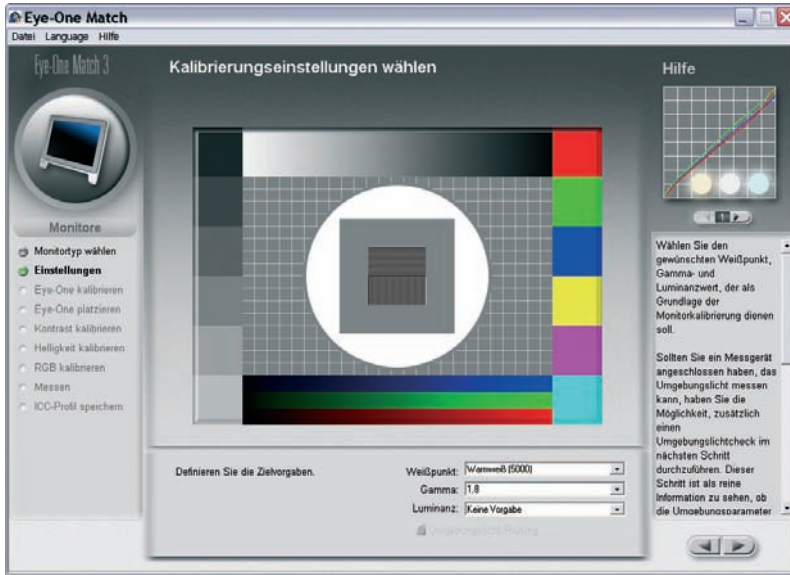 Eye-One Match
Datei Language Hilfe
Eye-One Match 3
Kalibrierungseinstellungen wählen
Hilfe
Monitore
Monitortyp wählen
Einstellungen
Eye-One kalibrieren
Eye-One platzieren
Kontrast kalibrieren
Helligkeit kalibrieren
RGB kalibrieren
Messen
ICC-Profil speichern
Definieren Sie die Zielvorgaben.
Weißpunkt: Warmweiß (5000)
Gamma: 1,8
Luminanz: Keine Vorgabe
Umgebungslicht-Prüfung
1
Wählen Sie den
gewünschten Weißpunkt,
Gamma- und
Luminanzwert, der als
Grundlage der
Monitorkalibrierung dienen
soll.
Sollten Sie ein Messgerät
angeschlossen haben, das
Umgebungslicht messen
kann, haben Sie die
Möglichkeit, zusätzlich
einen
Umgebungslichtcheck im
nächsten Schritt
durchzuführen. Dieser
Schritt ist als reine
Information zu sehen, ob
die Umgebungsparameter